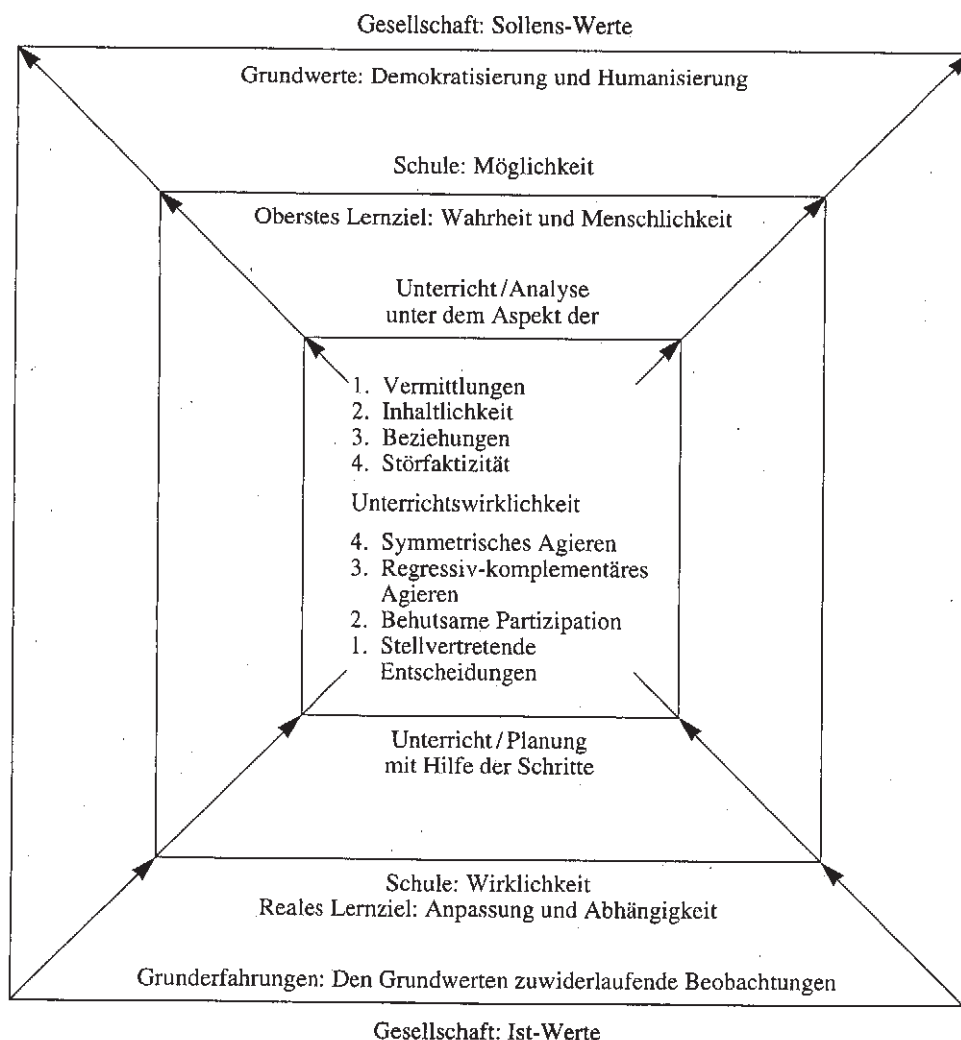 Gesellschaft: Sollens-Werte
Grundwerte: Demokratisierung und Humanisierung
Schule: Möglichkeit
Oberstes Lernziel: Wahrheit und Menschlichkeit
Unterricht/Analyse
unter dem Aspekt der
1. Vermittlungen
2. Inhaltlichkeit
3. Beziehungen
4. Störfaktizität
Unterrichtswirklichkeit
4. Symmetrisches Agieren
3. Regressiv-komplementäres
Agieren
2. Behutsame Partizipation
1. Stellvertretende
Entscheidungen
Unterricht/Planung
mit Hilfe der Schritte
Schule: Wirklichkeit
Reales Lernziel: Anpassung und Abhängigkeit
Grunderfahrungen: Den Grundwerten zuwiderlaufende Beobachtungen
Gesellschaft: Ist-Werte